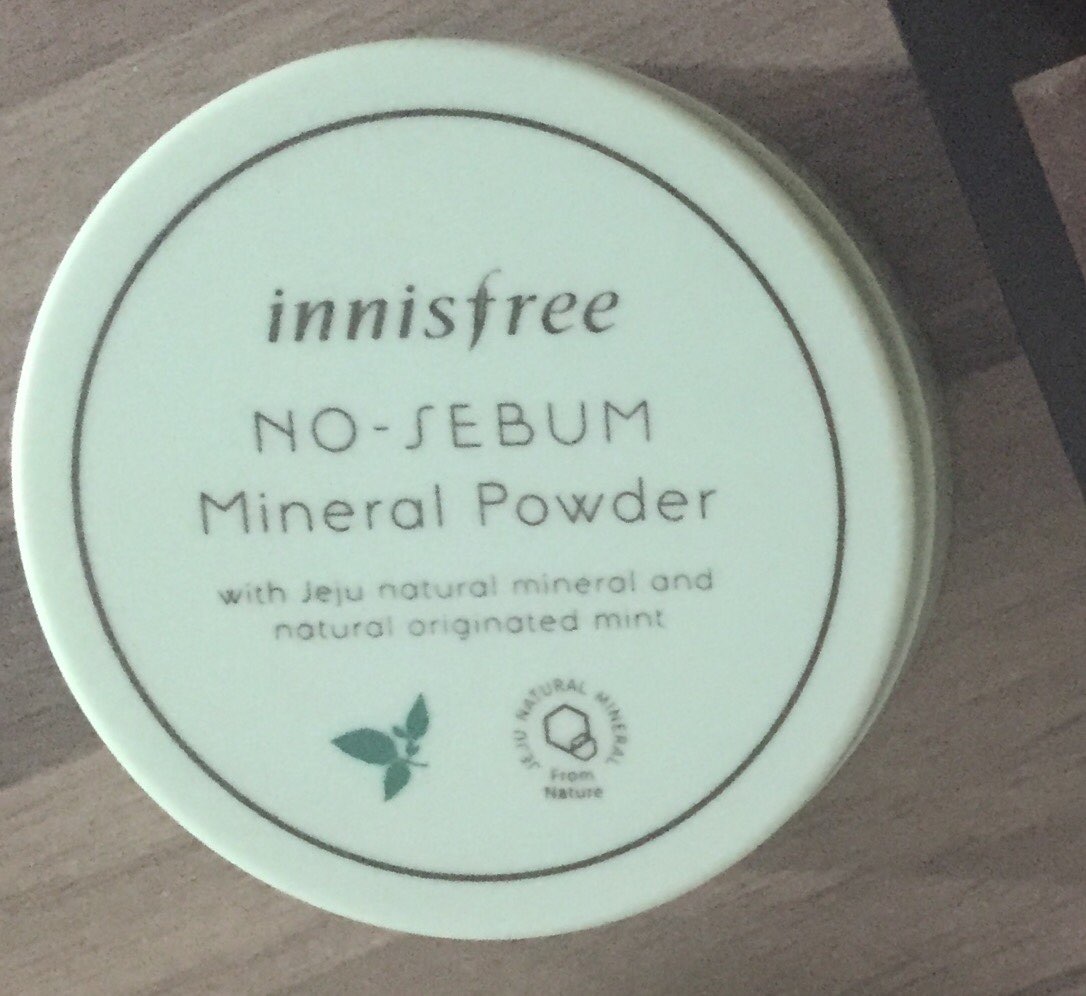 innisfree
NO-SEBUM
Mineral Powder
with Jeju natural mineral and
natural originated mint
JEJU NATURAL MINERAL
From
Nature